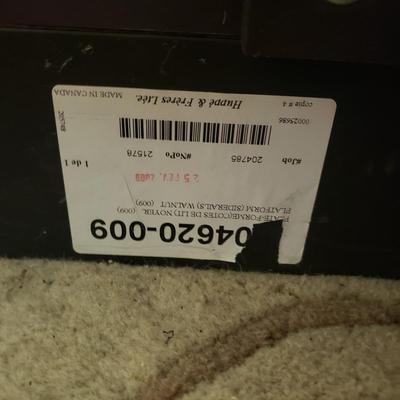 04620-009
PLATE-FORME(COTES DE LIT) NOYER. (009)
PLATFORM (SIDERAILS) WALNUT (009)
25 FEV.
1 de 1
#Job 204785 #NoPo 21578
00023686
copie # 4 Huppé & Frères Ltée. MADE IN CANADA